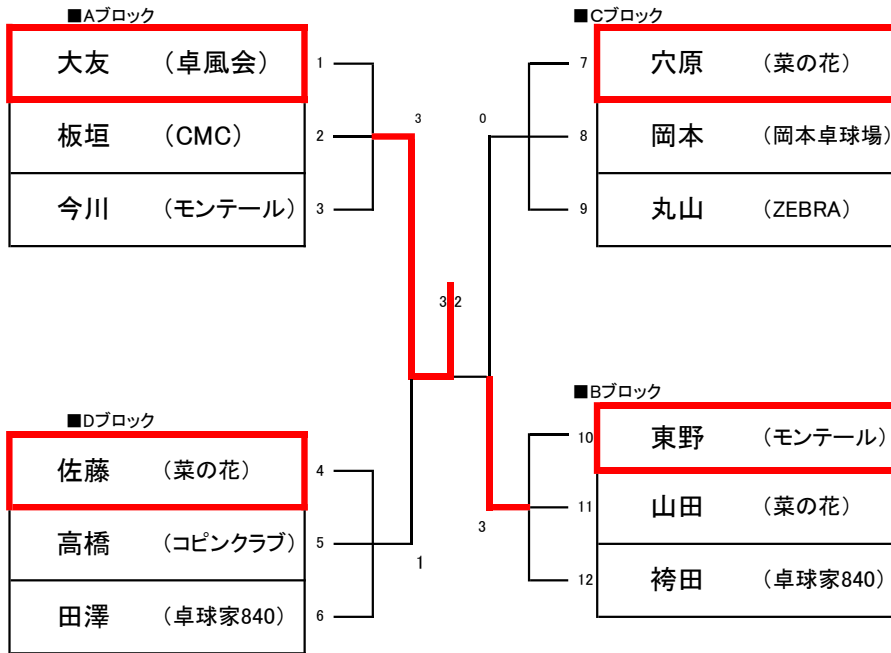 ■Aブロック
大友 (卓風会) 1
板垣 (CMC) 2
今川 (モンテール) 3
3
■Cブロック
7 穴原 (菜の花)
8 岡本 (岡本卓球場)
9 丸山 (ZEBRA)
0
3 2
■Dブロック
佐藤 (菜の花) 4
高橋 (コピンクラブ) 5
田澤 (卓球家840) 6
1
■Bブロック
10 東野 (モンテール)
11 山田 (菜の花)
12 袴田 (卓球家840)
3